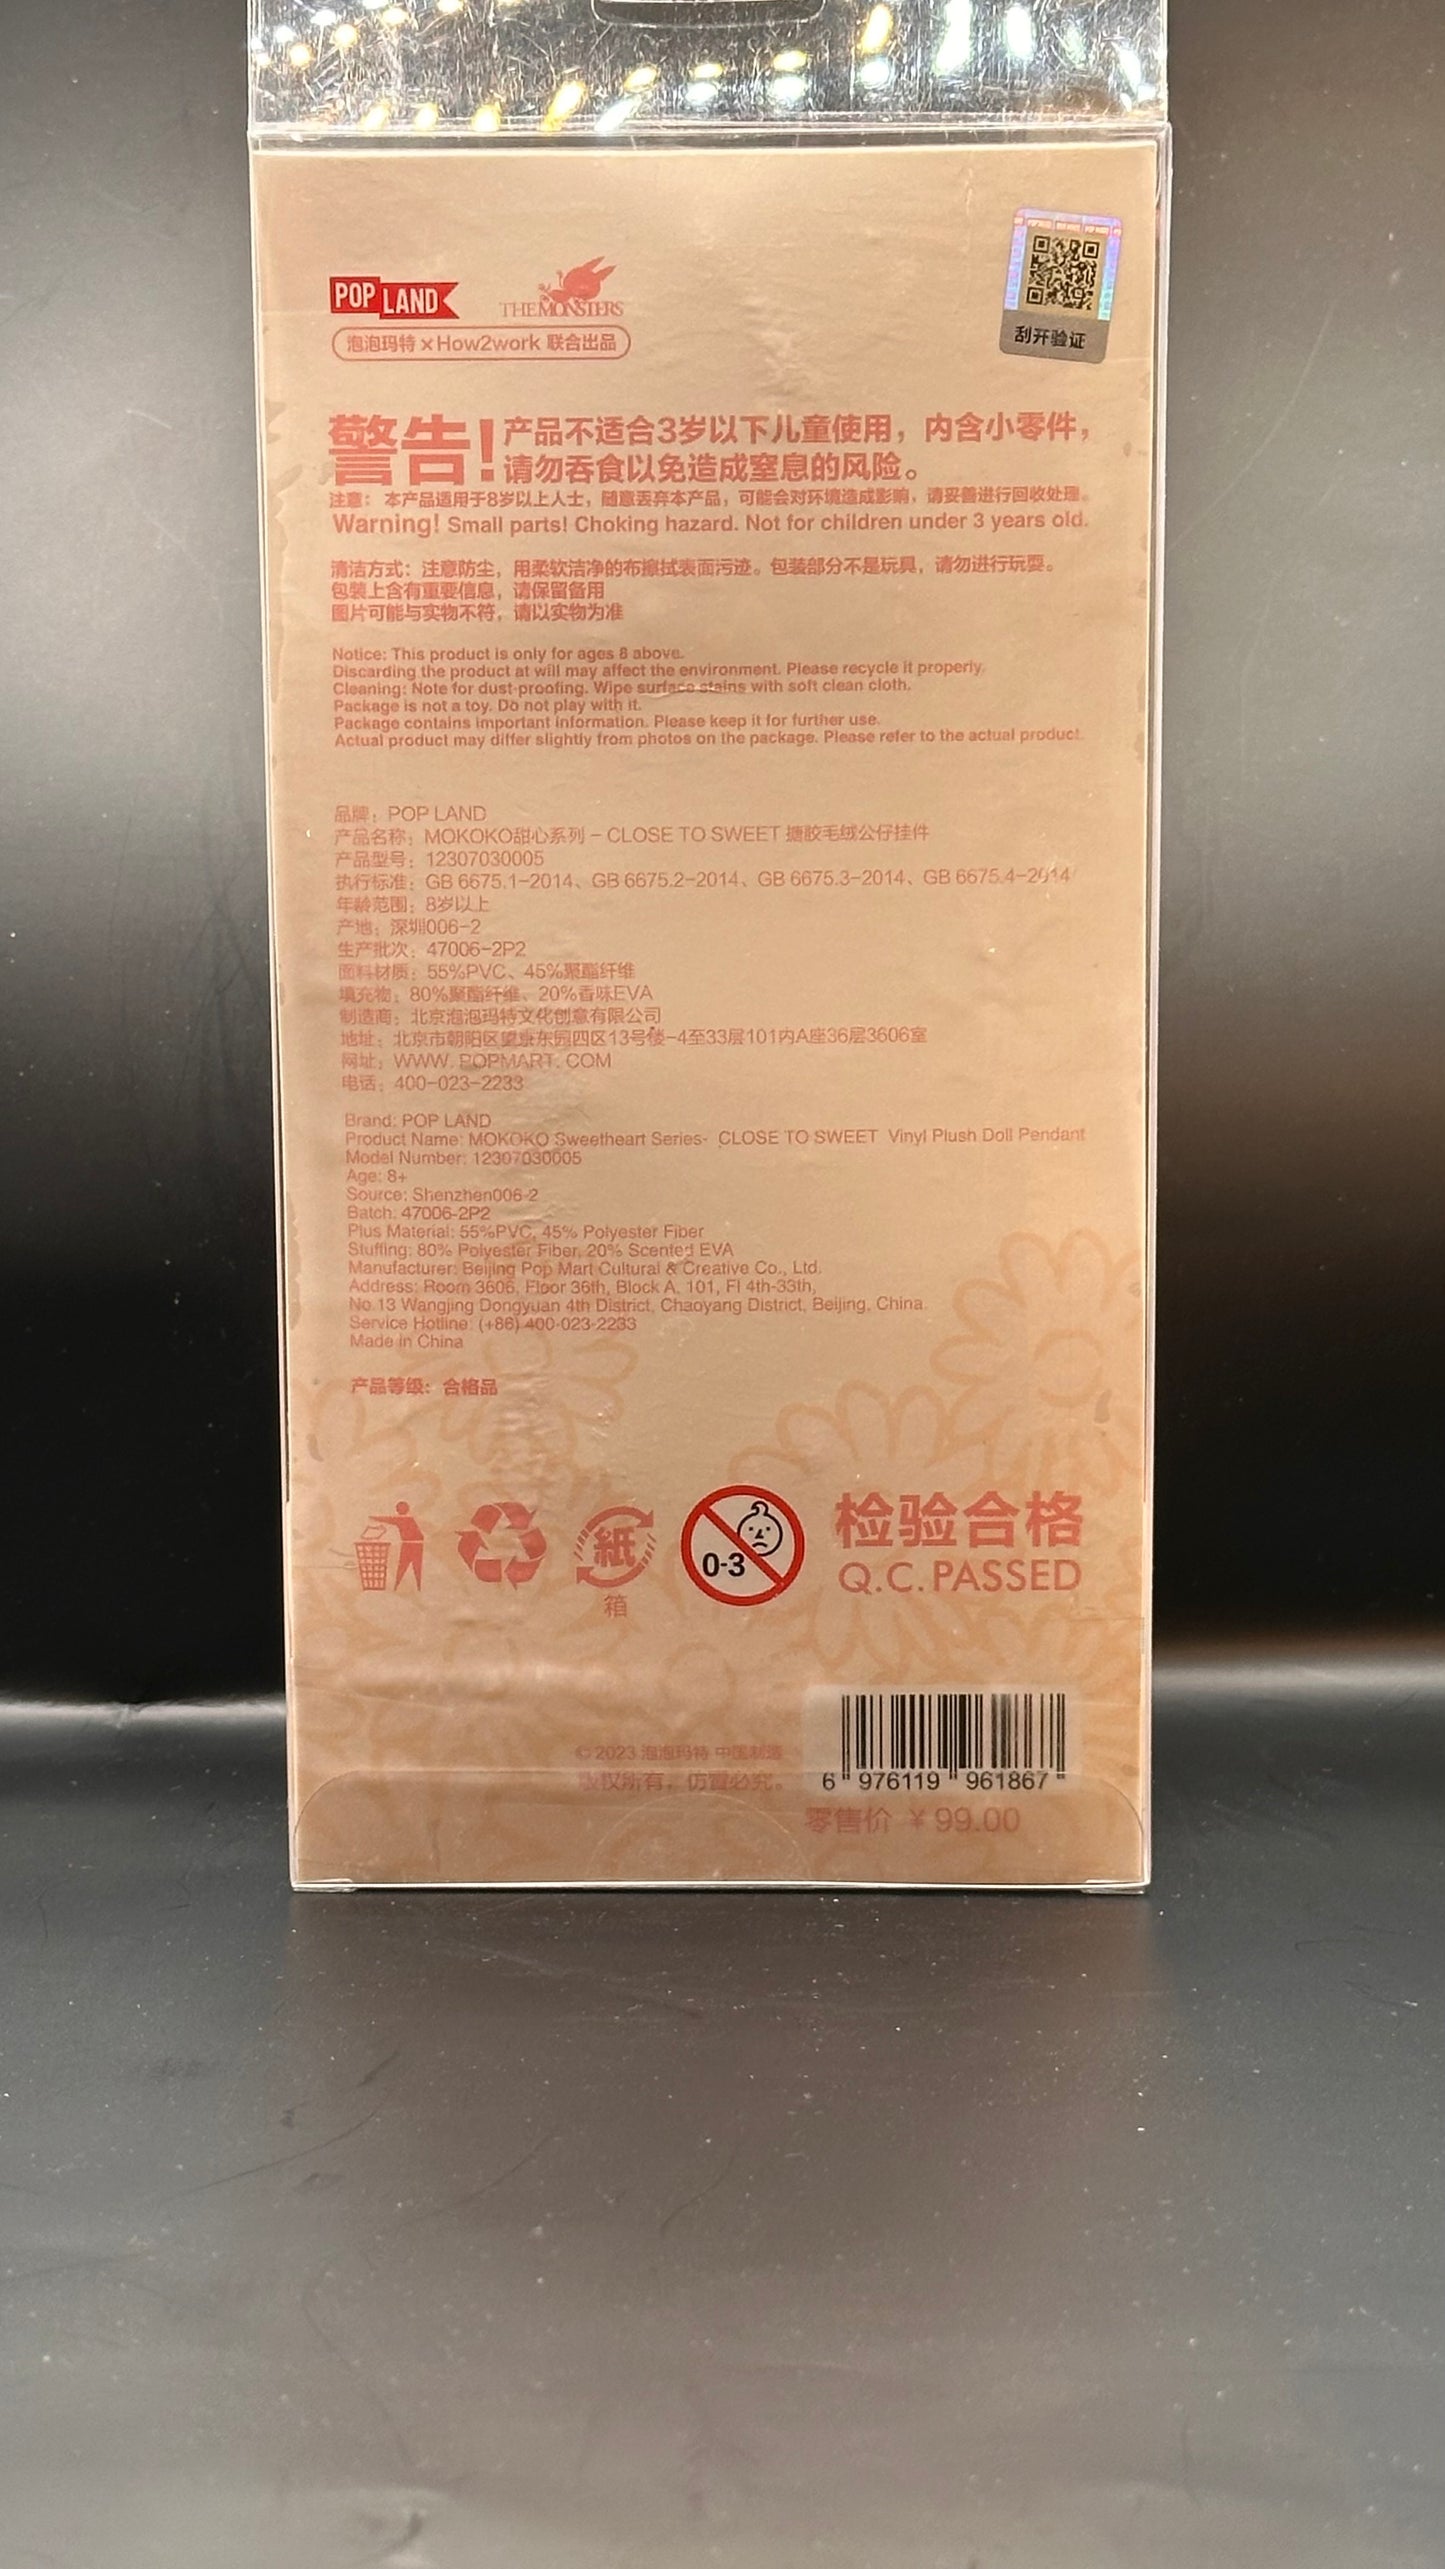 POP LAND
THE MONSTERS
泡泡玛特×How2work 联合出品
刮开验证
警告!
产品不适合3岁以下儿童使用，内含小零件，
请勿吞食以免造成窒息的风险。
注意：本产品适用于8岁以上人士，随意丢弃本产品，可能会对环境造成影响，请妥善进行回收处理。
Warning! Small parts! Choking hazard. Not for children under 3 years old.
清洁方式：注意防尘，用柔软洁净的布擦拭表面污迹。包装部分不是玩具，请勿进行玩耍。
包装上含有重要信息，请保留备用
图片可能与实物不符，请以实物为准
Notice: This product is only for ages 8 above.
Discarding the product at will may affect the environment. Please recycle it properly.
Cleaning: Note for dust-proofing. Wipe surface stains with soft clean cloth.
Package is not a toy. Do not play with it.
Package contains important information. Please keep it for further use.
Actual product may differ slightly from photos on the package. Please refer to the actual product.
品牌：POP LAND
产品名称：MOKOKO甜心系列－CLOSE TO SWEET 搪胶毛绒公仔挂件
产品型号：12307030005
执行标准：GB 6675.1-2014、GB 6675.2-2014、GB 6675.3-2014、GB 6675.4-2014
年龄范围：8岁以上
产地：深圳006-2
生产批次：47006-2P2
面料材质：55%PVC、45%聚酯纤维
填充物：80%聚酯纤维、20%香味EVA
制造商：北京泡泡玛特文化创意有限公司
地址：北京市朝阳区望京东园四区13号楼-4至33层101内A座36层3606室
网址：WWW. POPMART. COM
电话：400-023-2233
Brand: POP LAND
Product Name: MOKOKO Sweetheart Series- CLOSE TO SWEET Vinyl Plush Doll Pendant
Model Number: 12307030005
Age: 8+
Source: Shenzhen006-2
Batch: 47006-2P2
Plus Material: 55%PVC, 45% Polyester Fiber
Stuffing: 80% Polyester Fiber, 20% Scented EVA
Manufacturer: Beijing Pop Mart Cultural & Creative Co., Ltd.
Address: Room 3606, Floor 36th, Block A, 101, Fl 4th-33th,
No.13 Wangjing Dongyuan 4th District, Chaoyang District, Beijing, China.
Service Hotline: (+86) 400-023-2233
Made in China
产品等级：合格品
紙
箱
0-3
检验合格
Q.C. PASSED
© 2023 泡泡玛特 中国制造
版权所有，仿冒必究。
6 976119 961867
零售价 ¥ 99.00